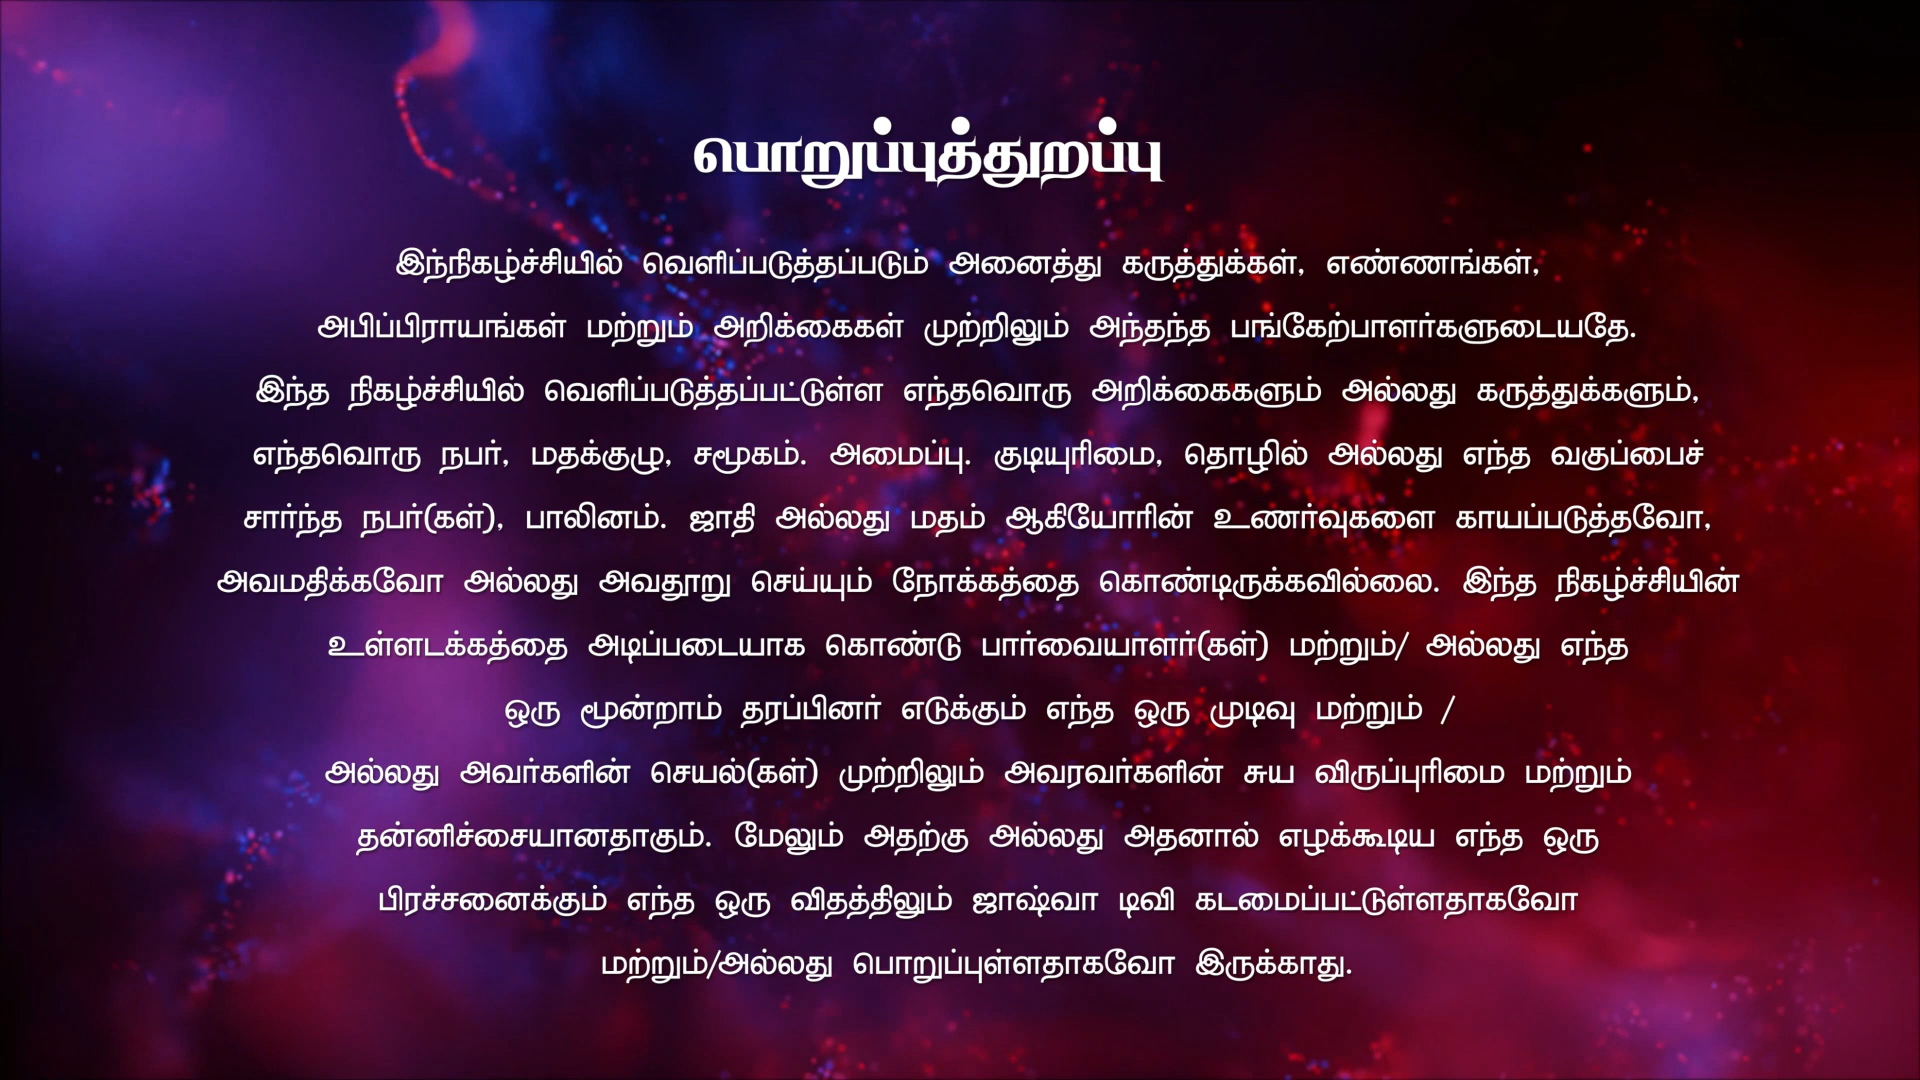 பொறுப்புத்துறப்பு
இந்நிகழ்ச்சியில் வெளிப்படுத்தப்படும் அனைத்து கருத்துக்கள், எண்ணங்கள்,
அபிப்பிராயங்கள் மற்றும் அறிக்கைகள் முற்றிலும் அந்தந்த பங்கேற்பாளர்களுடையதே.
இந்த நிகழ்ச்சியில் வெளிப்படுத்தப்பட்டுள்ள எந்தவொரு அறிக்கைகளும் அல்லது கருத்துக்களும்,
எந்தவொரு நபர், மதக்குழு, சமூகம். அமைப்பு. குடியுரிமை, தொழில் அல்லது எந்த வகுப்பைச்
சார்ந்த நபர்(கள்), பாலினம். ஜாதி அல்லது மதம் ஆகியோரின் உணர்வுகளை காயப்படுத்தவோ,
அவமதிக்கவோ அல்லது அவதூறு செய்யும் நோக்கத்தை கொண்டிருக்கவில்லை. இந்த நிகழ்ச்சியின்
உள்ளடக்கத்தை அடிப்படையாக கொண்டு பார்வையாளர்(கள்) மற்றும்/ அல்லது எந்த
ஒரு மூன்றாம் தரப்பினர் எடுக்கும் எந்த ஒரு முடிவு மற்றும் /
அல்லது அவர்களின் செயல்(கள்) முற்றிலும் அவரவர்களின் சுய விருப்புரிமை மற்றும்
தன்னிச்சையானதாகும். மேலும் அதற்கு அல்லது அதனால் எழக்கூடிய எந்த ஒரு
பிரச்சனைக்கும் எந்த ஒரு விதத்திலும் ஜாஷ்வா டிவி கடமைப்பட்டுள்ளதாகவோ
மற்றும்/அல்லது பொறுப்புள்ளதாகவோ இருக்காது.